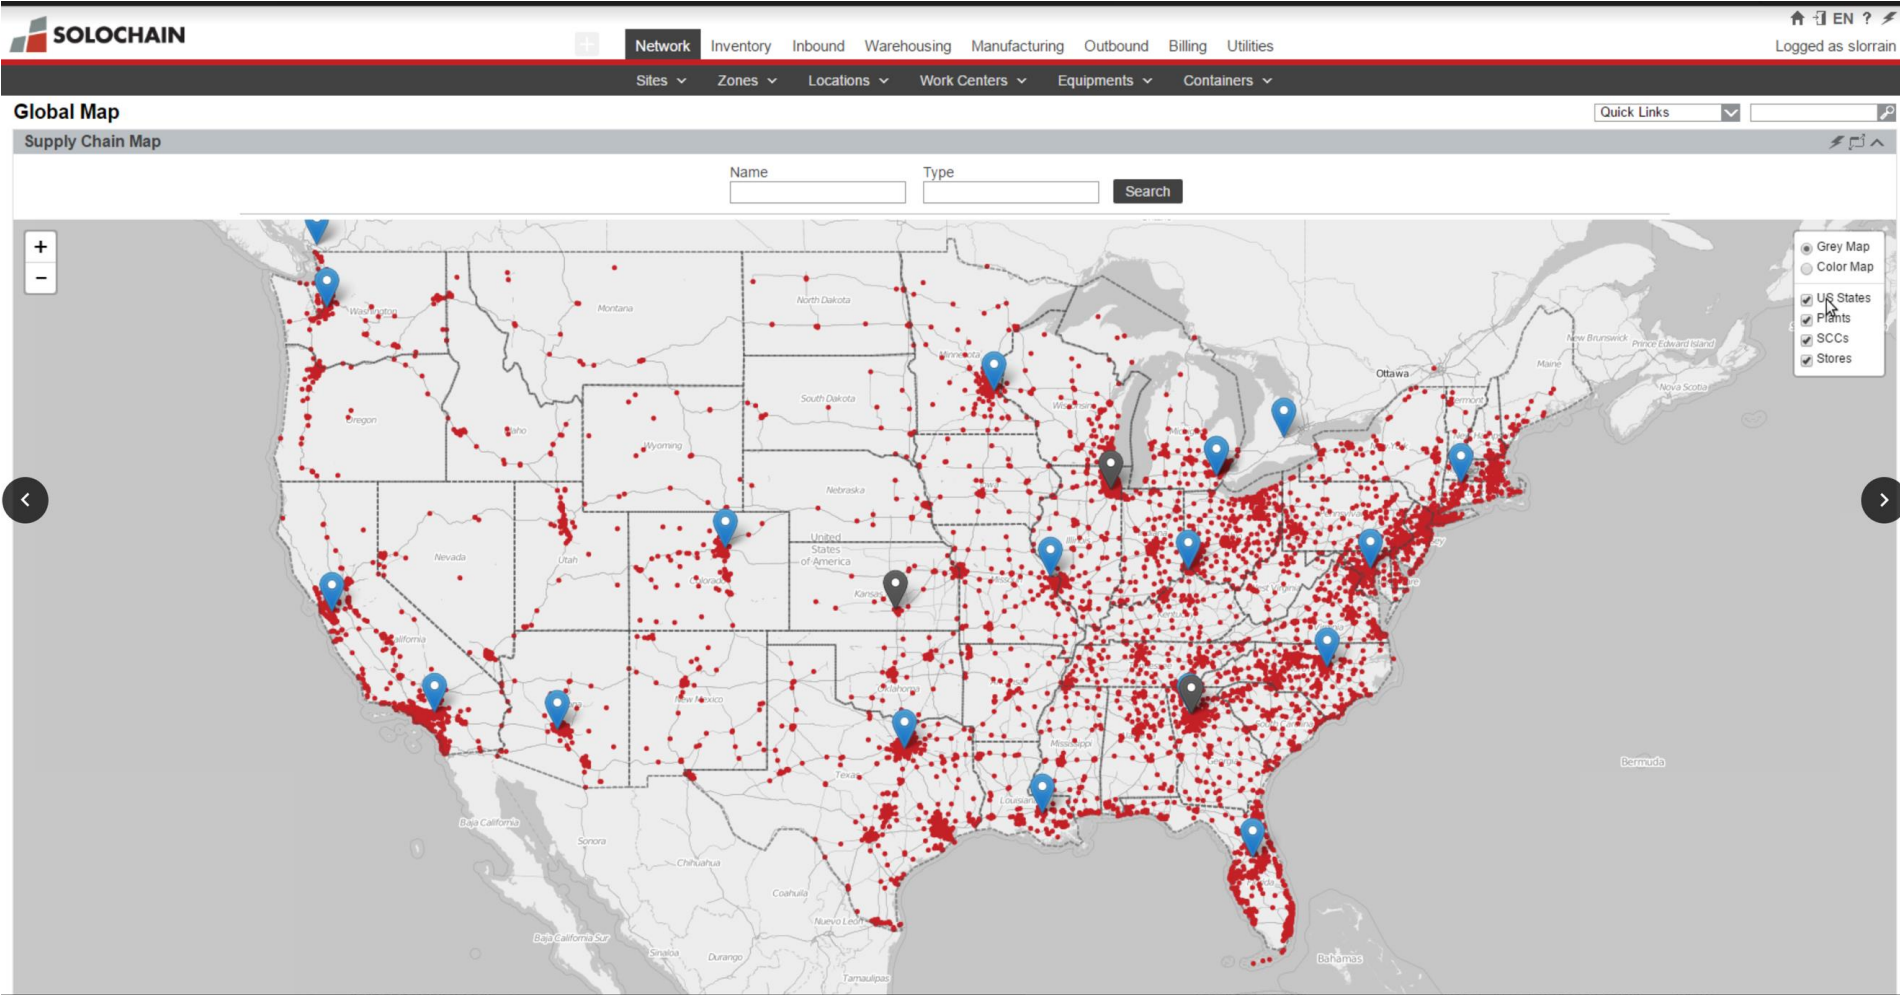 SOLOCHAIN
EN ?
Network Inventory Inbound Warehousing Manufacturing Outbound Billing Utilities
Logged as slorrain
Sites Zones Locations Work Centers Equipments Containers
Global Map
Quick Links
Supply Chain Map
Name Type
Search
+
−
Grey Map
Color Map
US States
Plants
SCCs
Stores
Washington
Montana
North Dakota
Minnesota
New Brunswick
Prince Edward Island
Maine
Ottawa
Nova Scotia
South Dakota
Wisconsin
Oregon
Idaho
Wyoming
Nebraska
United
States
of America
Nevada
Utah
Colorado
Kansas
Oklahoma
New Mexico
Mississippi
South Carolina
Georgia
Texas
Louisian
Bermuda
Baja California
Sonora
Chihuahua
Coahuila
Nuevo León
Baja California Sur
Sinaloa
Durango
Tamaulipas
Bahamas